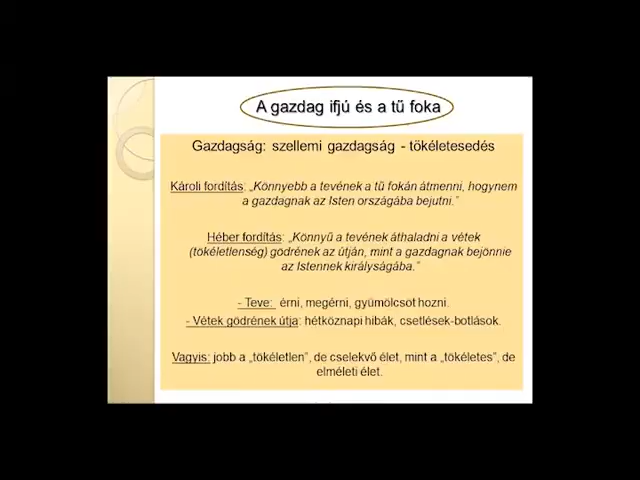 A gazdag ifjú és a tű foka
Gazdagság: szellemi gazdagság - tökéletesedés
Károli fordítás: „Könnyebb a tevének a tű fokán átmenni, hogynem
a gazdagnak az Isten országába bejutni.”
Héber fordítás: „Könnyű a tevének áthaladni a vétek
(tökéletlenség) gödrének az útján, mint a gazdagnak bejönnie
az Istennek királyságába.”
- Teve: érni, megérni, gyümölcsöt hozni.
- Vétek gödrének útja: hétköznapi hibák, csetlések-botlások.
Vagyis: jobb a „tökéletlen”, de cselekvő élet, mint a „tökéletes”, de
elméleti élet.